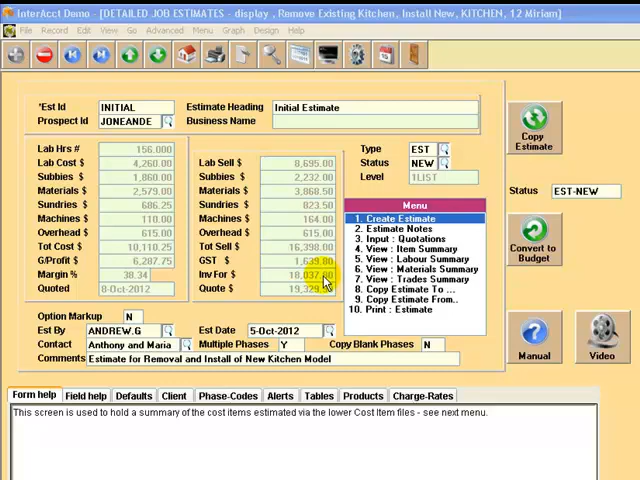 InterAcct Demo - [DETAILED JOB ESTIMATES - display , Remove Existing Kitchen, Install New, KITCHEN, 12 Miriam
File Record Edit View Go Advanced Menu Graph Design Help
*Est Id INITIAL Estimate Heading Initial Estimate
Prospect Id JONEANDE Business Name
Lab Hrs # 156.000
Lab Cost $ 4,260.00
Subbies $ 1,860.00
Materials $ 2,579.00
Sundries $ 686.25
Machines $ 110.00
Overhead $ 615.00
Tot Cost $ 10,110.25
G/Profit $ 6,287.75
Margin % 38.34
Quoted 8-Oct-2012
Lab Sell $ 8,695.00
Subbies $ 2,232.00
Materials $ 3,868.50
Sundries $ 823.50
Machines $ 164.00
Overhead $ 615.00
Tot Sell $ 16,398.00
GST $ 1,639.80
Inv For $ 18,037.80
Quote $
Type EST
Status NEW
Level 1LIST
Menu
1. Create Estimate
2. Estimate Notes
3. Input : Quotations
4. View : Item Summary
5. View : Labour Summary
6. View : Materials Summary
7. View : Trades Summary
8. Copy Estimate To ...
9. Copy Estimate From..
10. Print : Estimate
Copy
Estimate
Status EST-NEW
Convert to
Budget
Manual
Video
Option Markup N
Est By ANDREW.G Est Date 5-Oct-2012
Contact Anthony and Maria Multiple Phases Y Copy Blank Phases N
Comments Estimate for Removal and Install of New Kitchen Model
Form help Field help Defaults Client Phase-Codes Alerts Tables Products Charge-Rates
This screen is used to hold a summary of the cost items estimated via the lower Cost Item files - see next menu.